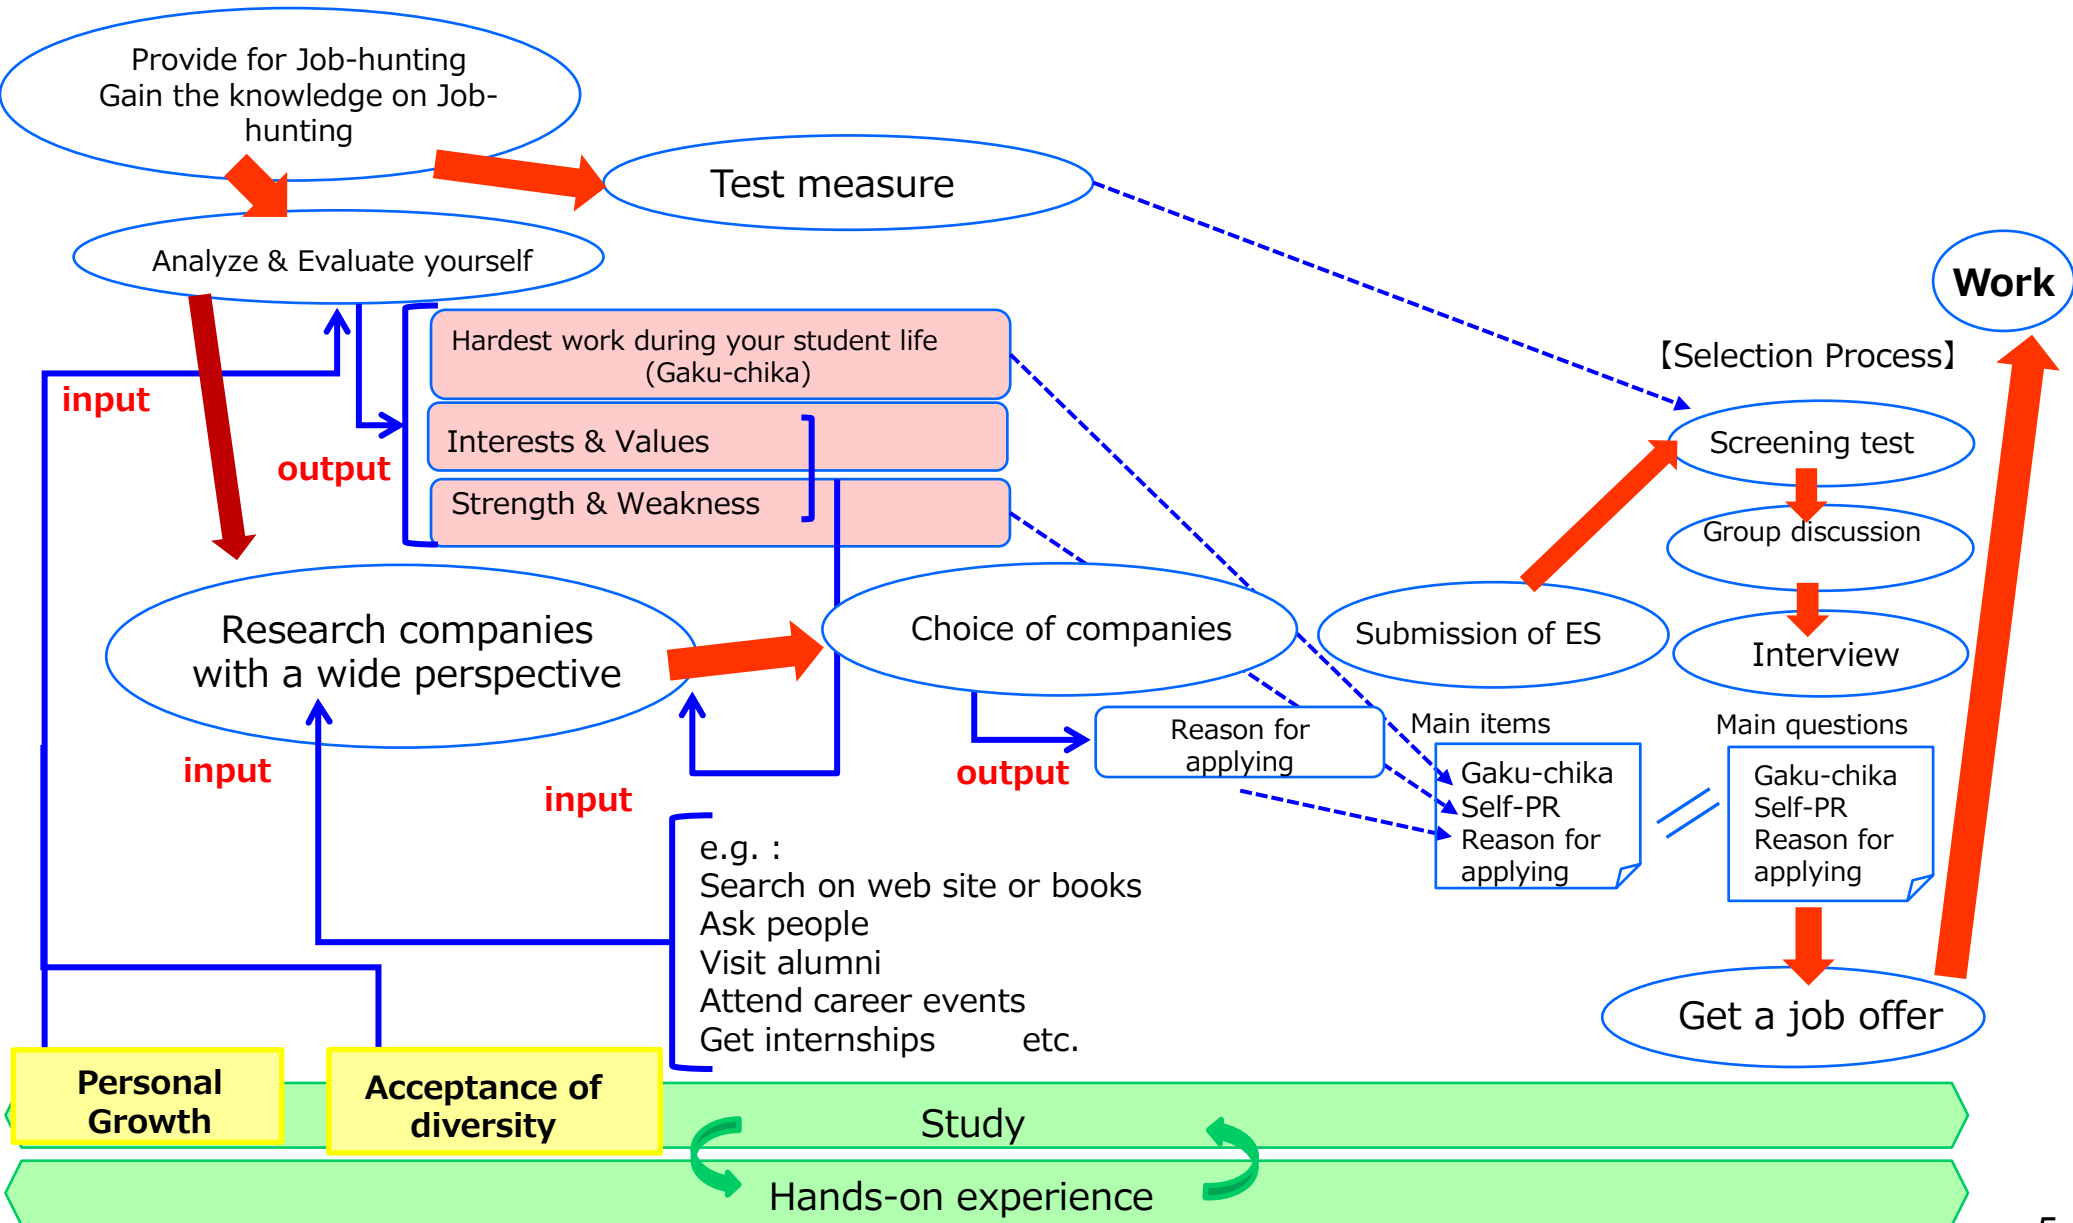 Provide for Job-hunting
Gain the knowledge on Job-
hunting
Test measure
Analyze & Evaluate yourself
Work
Hardest work during your student life
(Gaku-chika)
【Selection Process】
input
Interests & Values
output
Screening test
Strength & Weakness
Group discussion
Research companies
with a wide perspective
Choice of companies
Submission of ES
Interview
Reason for
applying
Main items
Main questions
input
input
output
Gaku-chika
Self-PR
Reason for
applying
Gaku-chika
Self-PR
Reason for
applying
e.g. :
Search on web site or books
Ask people
Visit alumni
Attend career events
Get internships etc.
Get a job offer
Personal
Growth
Acceptance of
diversity
Study
Hands-on experience